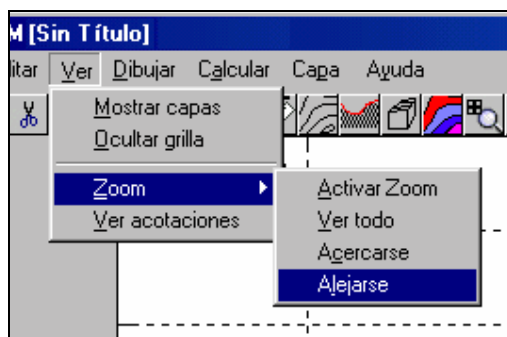 M [Sin Título]
litar Ver Dibujar Calcular Capa Ayuda
Mostrar capas
Ocultar grilla
Zoom
Ver acotaciones
Activar Zoom
Ver todo
Acercarse
Alejarse